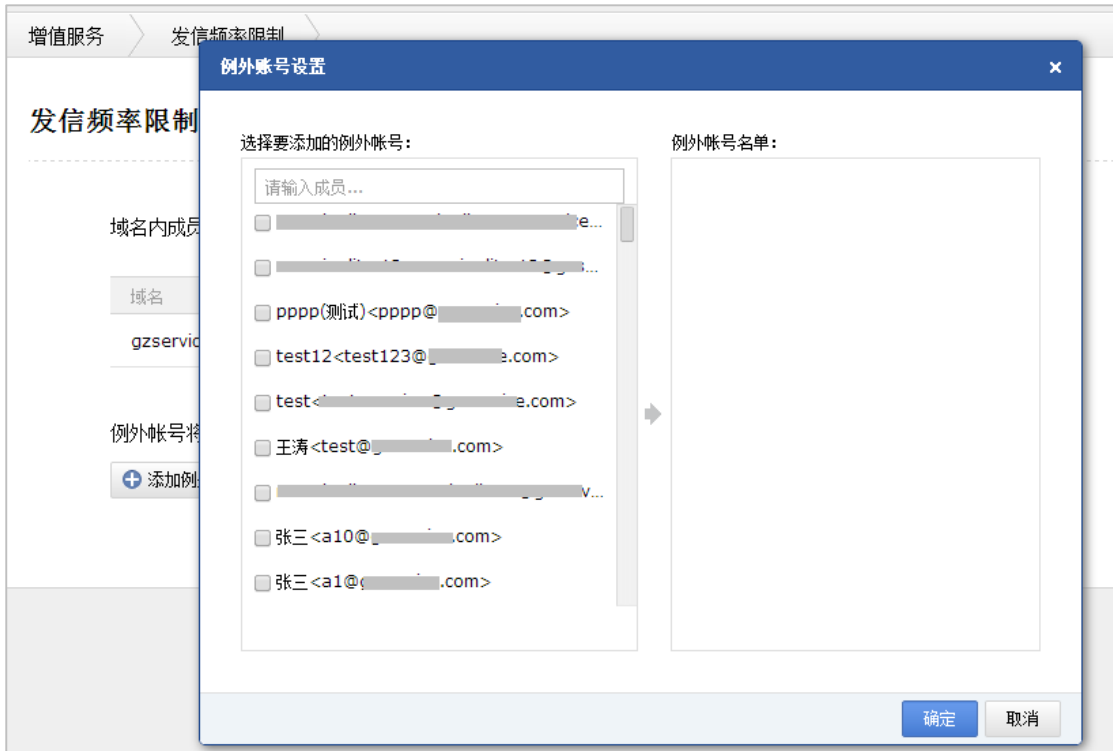 增值服务
发信频率限制
例外账号设置
发信频率限制
选择要添加的例外帐号：
例外帐号名单：
请输入成员...
域名内成员
e...
...
域名
pppp(测试)<pppp@ .com>
gzservic
test12<test123@ e.com>
test< e.com>
例外帐号将
王涛<test@ .com>
添加例
v...
张三<a10@ .com>
张三<a1@ .com>
确定
取消